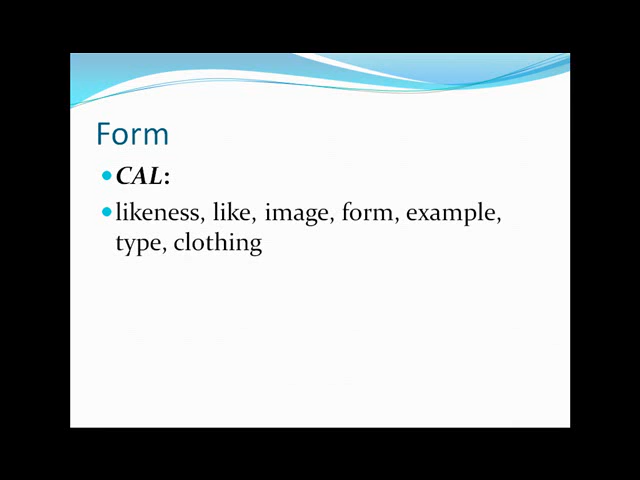 Form
CAL:
likeness, like, image, form, example,
type, clothing